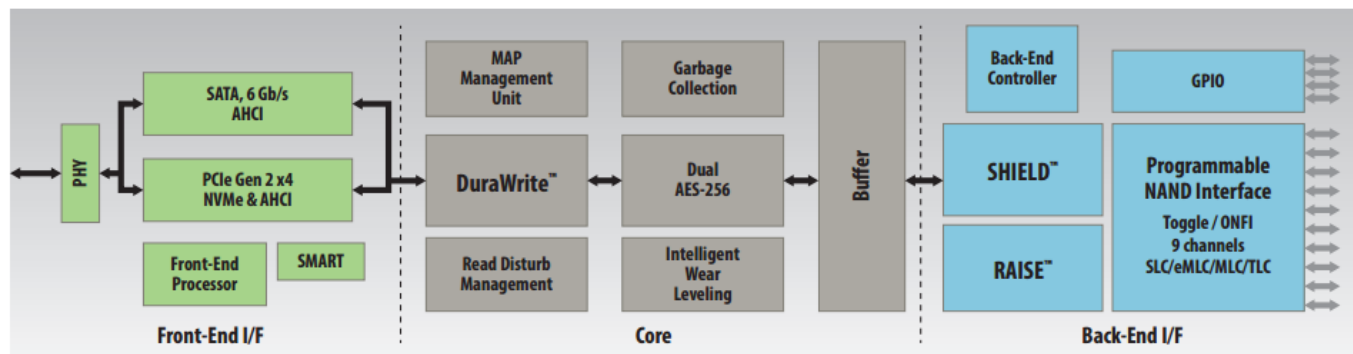 PHY
SATA, 6 Gb/s
AHCI
PCIe Gen 2 x4
NVMe & AHCI
Front-End
Processor
SMART
Front-End I/F
MAP
Management
Unit
Garbage
Collection
DuraWrite™
Dual
AES-256
Read Disturb
Management
Intelligent
Wear
Leveling
Buffer
Core
Back-End
Controller
GPIO
SHIELD™
RAISE™
Programmable
NAND Interface
Toggle / ONFI
9 channels
SLC/eMLC/MLC/TLC
Back-End I/F